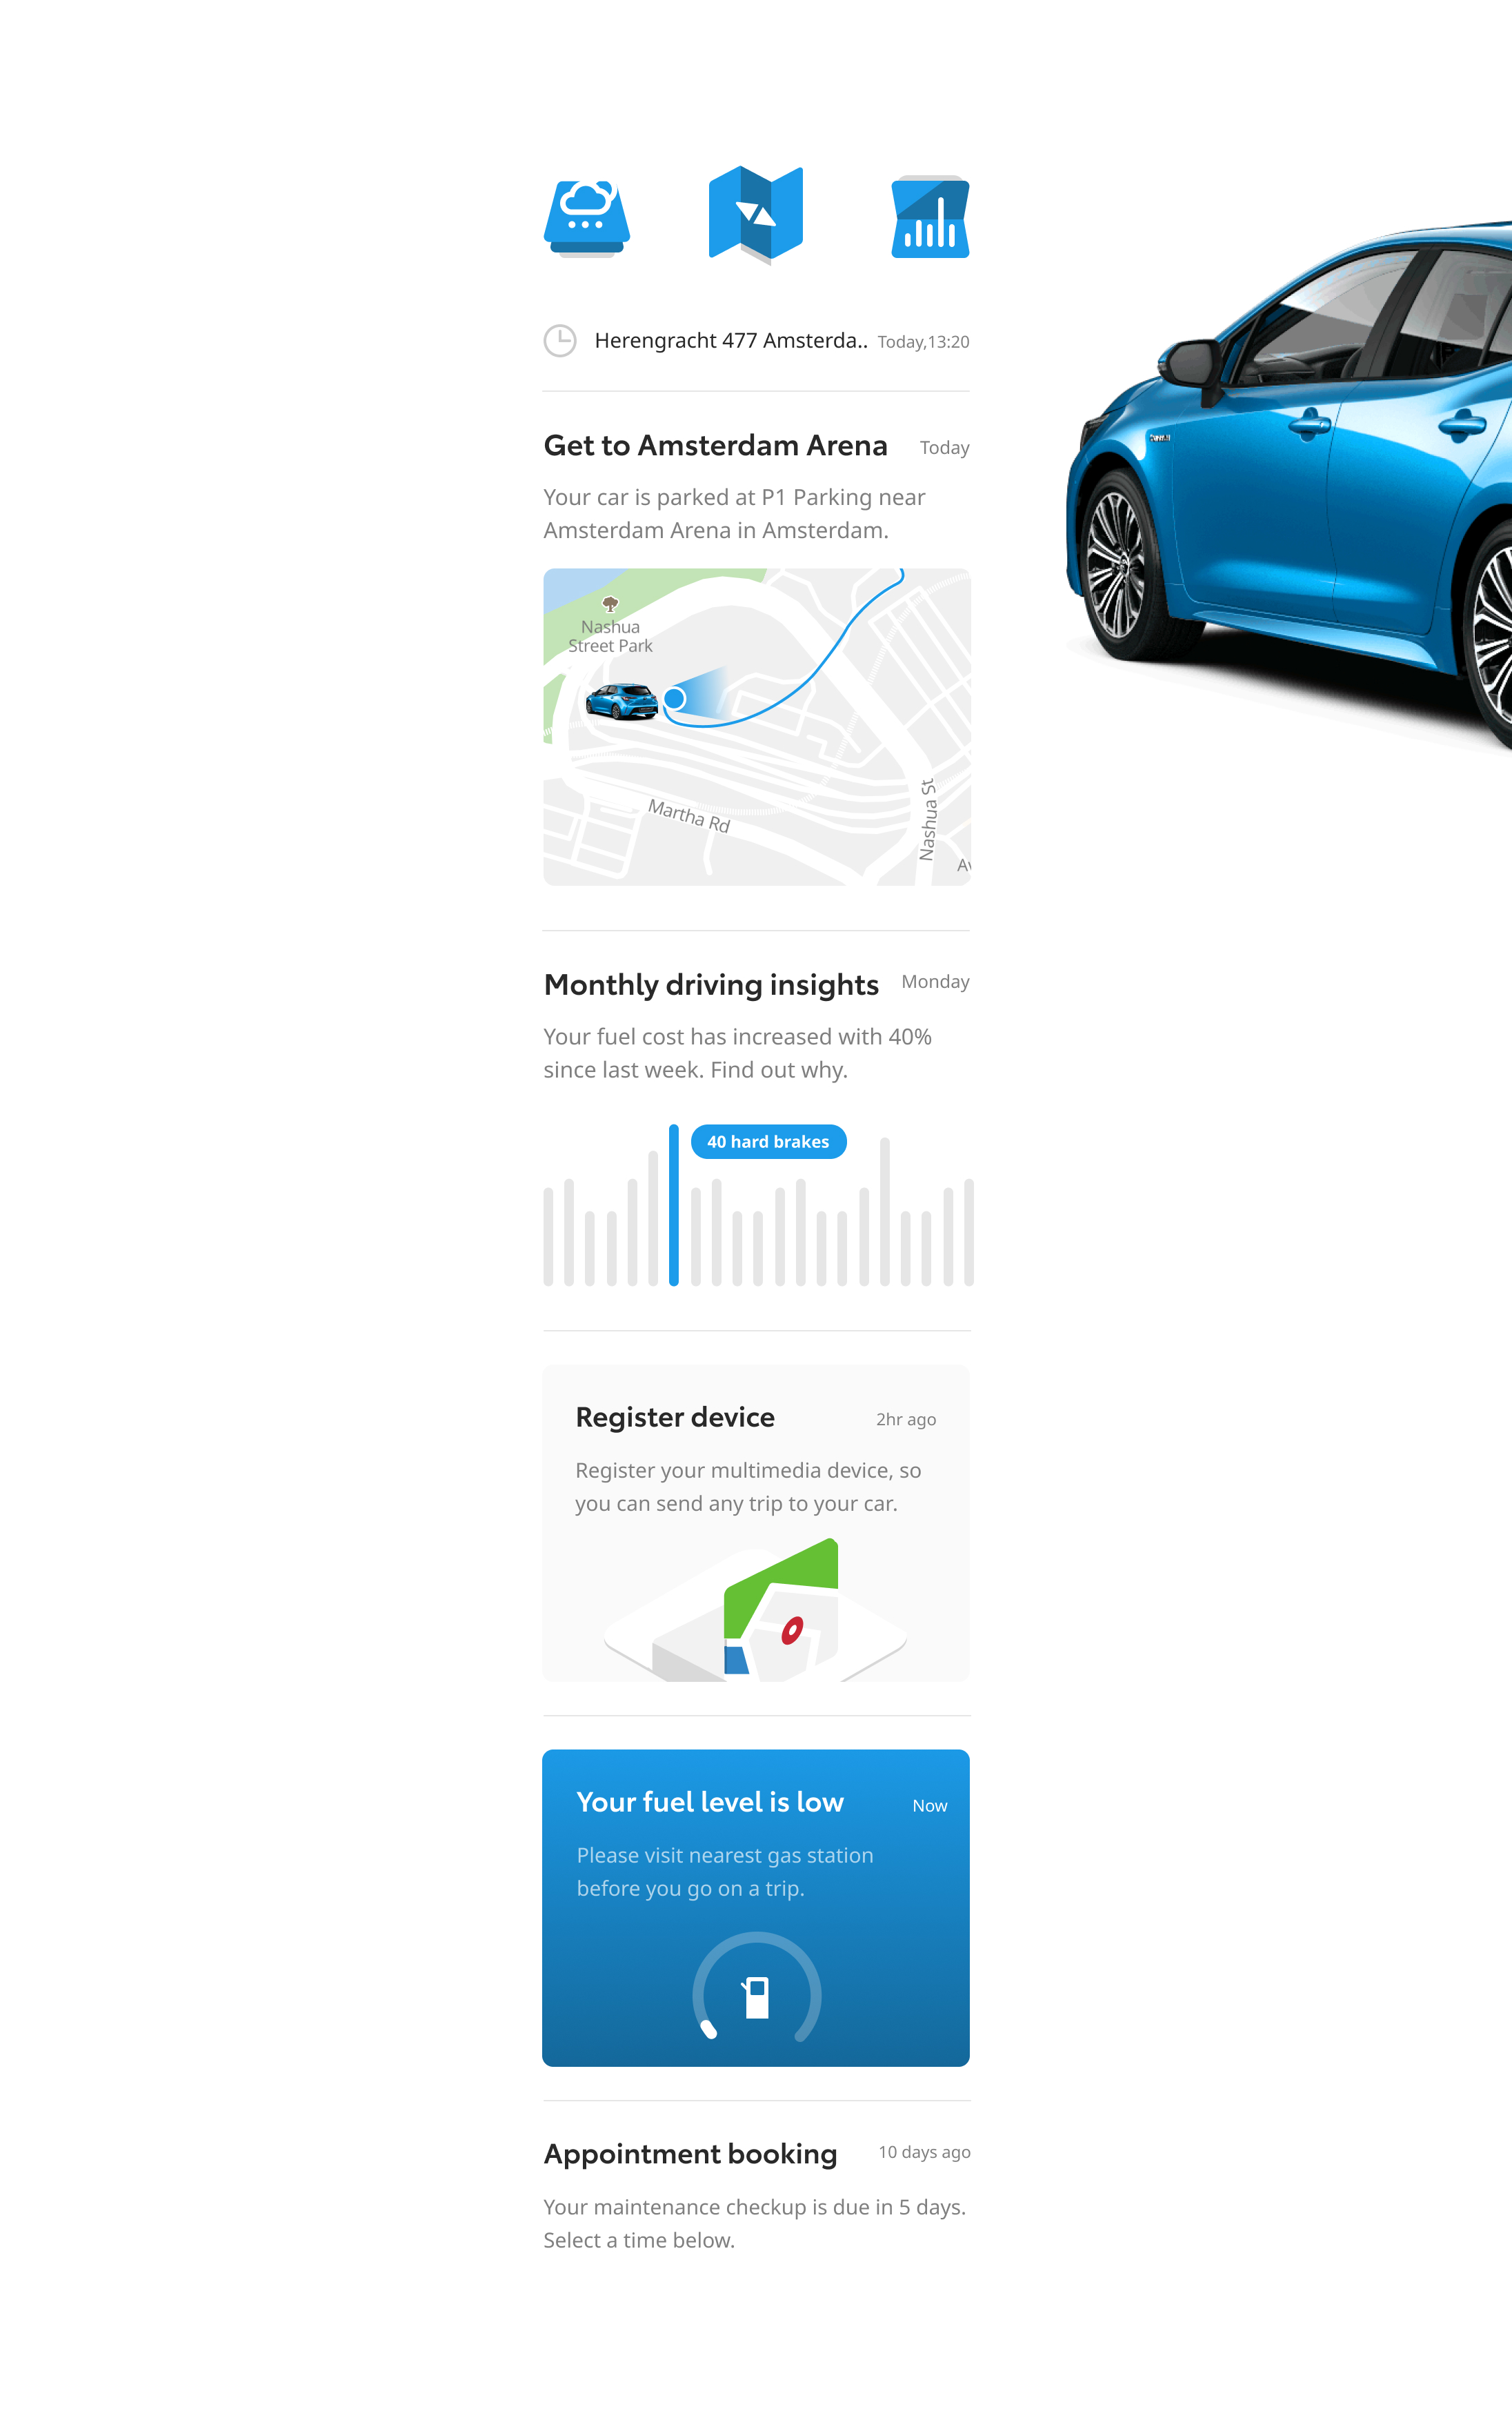 Herengracht 477 Amsterda.. Today,13:20
Get to Amsterdam Arena Today
Your car is parked at P1 Parking near
Amsterdam Arena in Amsterdam.
Nashua
Street Park
Martha Rd
Nashua St
Av
Monthly driving insights Monday
Your fuel cost has increased with 40%
since last week. Find out why.
40 hard brakes
Register device 2hr ago
Register your multimedia device, so
you can send any trip to your car.
Your fuel level is low Now
Please visit nearest gas station
before you go on a trip.
Appointment booking 10 days ago
Your maintenance checkup is due in 5 days.
Select a time below.